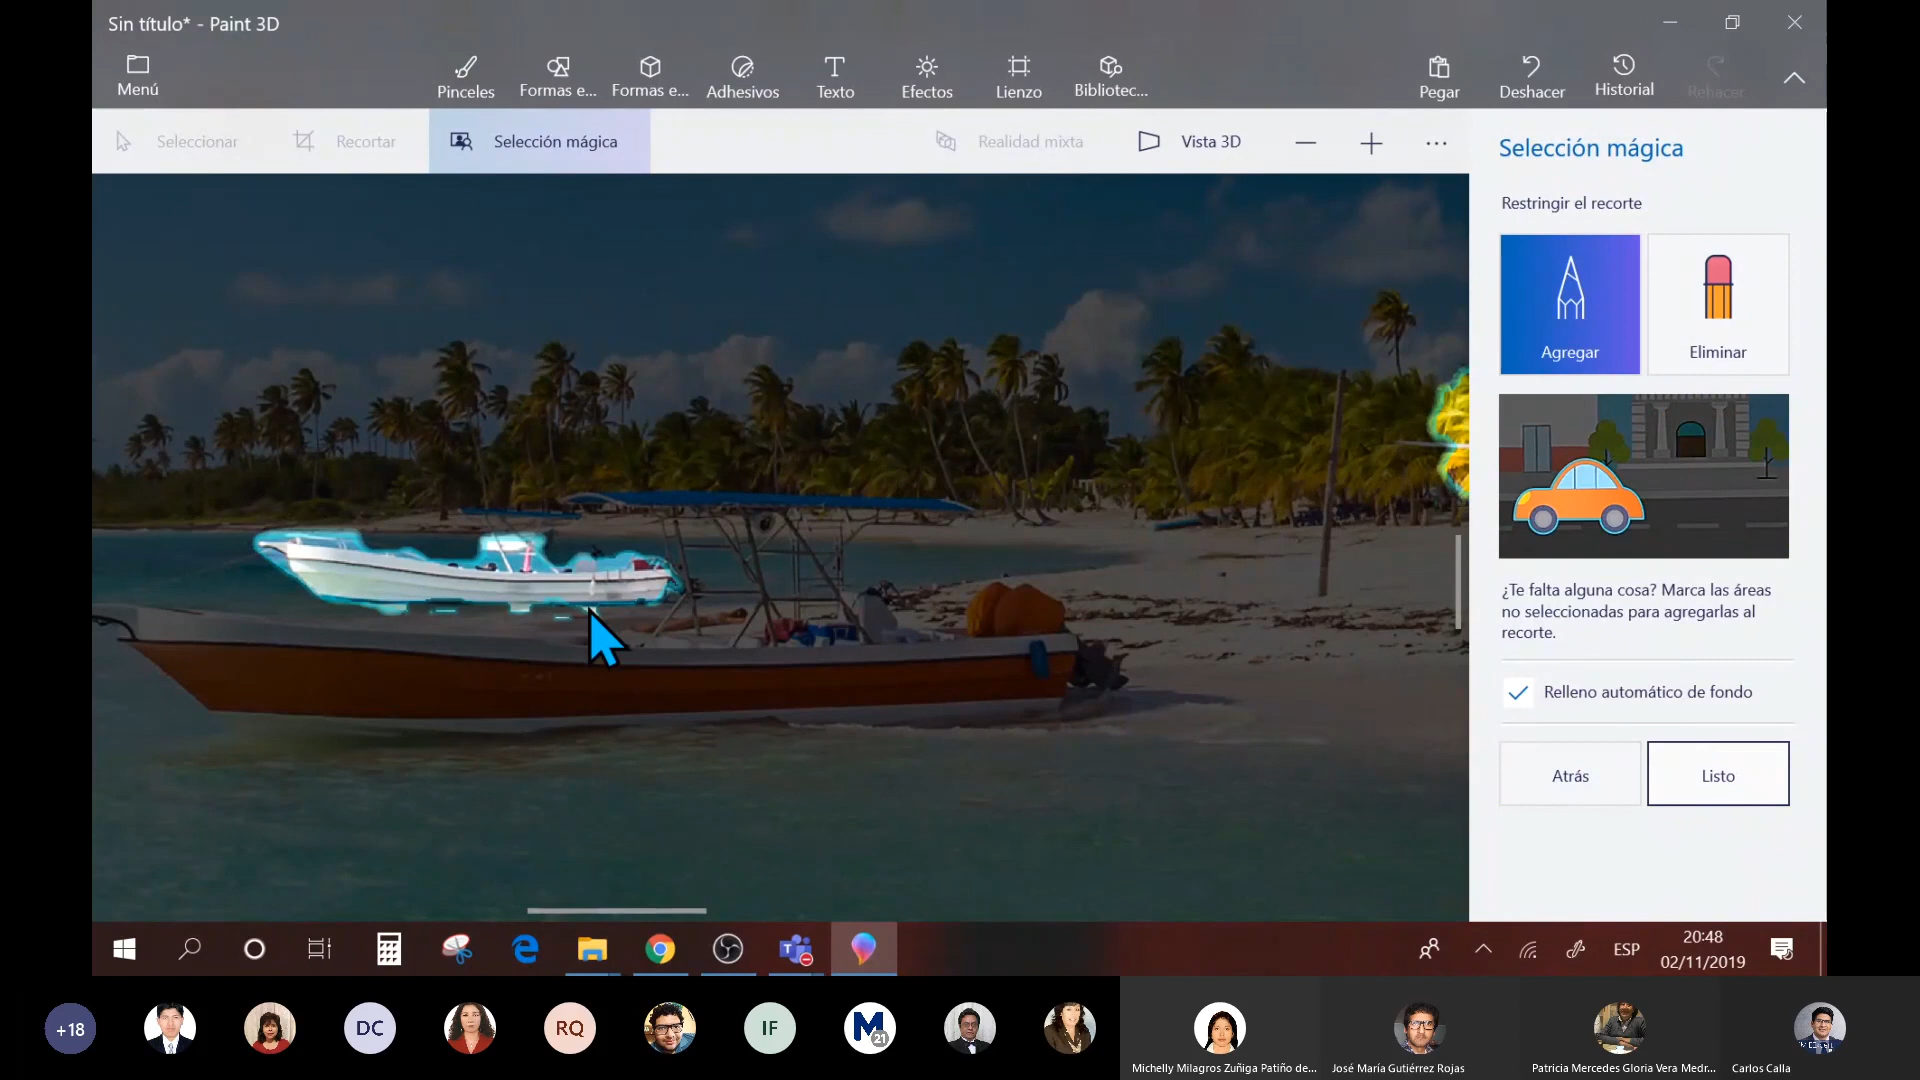 Sin título* - Paint 3D
Menú
Pinceles
Formas e...
Formas e...
Adhesivos
Texto
Efectos
Lienzo
Bibliotec...
Pegar
Deshacer
Historial
Rehacer
Seleccionar
Recortar
Selección mágica
Realidad mixta
Vista 3D
Selección mágica
Restringir el recorte
Agregar
Eliminar
¿Te falta alguna cosa? Marca las áreas
no seleccionadas para agregarlas al
recorte.
Relleno automático de fondo
Atrás
Listo
ESP
20:48
02/11/2019
+18
DC
RQ
IF
M
21
Michelly Milagros Zuñiga Patiño de...
José María Gutiérrez Rojas
Patricia Mercedes Gloria Vera Medr...
Carlos Calla